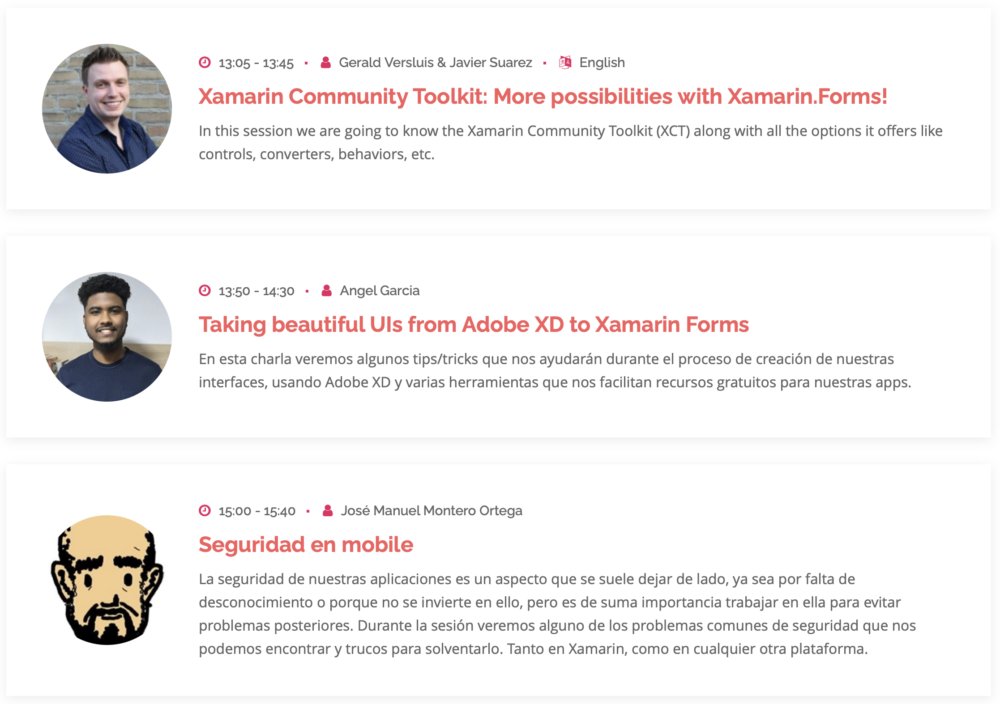 13:05 - 13:45 · Gerald Versluis & Javier Suarez · English
Xamarin Community Toolkit: More possibilities with Xamarin.Forms!
In this session we are going to know the Xamarin Community Toolkit (XCT) along with all the options it offers like
controls, converters, behaviors, etc.
13:50 - 14:30 · Angel Garcia
Taking beautiful UIs from Adobe XD to Xamarin Forms
En esta charla veremos algunos tips/tricks que nos ayudarán durante el proceso de creación de nuestras
interfaces, usando Adobe XD y varias herramientas que nos facilitan recursos gratuitos para nuestras apps.
15:00 - 15:40 · José Manuel Montero Ortega
Seguridad en mobile
La seguridad de nuestras aplicaciones es un aspecto que se suele dejar de lado, ya sea por falta de
desconocimiento o porque no se invierte en ello, pero es de suma importancia trabajar en ella para evitar
problemas posteriores. Durante la sesión veremos alguno de los problemas comunes de seguridad que nos
podemos encontrar y trucos para solventarlo. Tanto en Xamarin, como en cualquier otra plataforma.